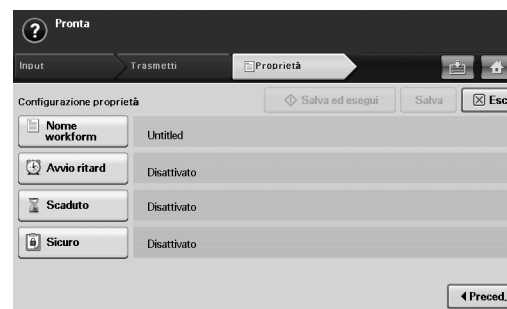 Pronta
Input
Trasmetti
Proprietà
Configurazione proprietà
Salva ed esegui
Salva
Esc
Nome workform
Untitled
Avvio ritard
Disattivato
Scaduto
Disattivato
Sicuro
Disattivato
Preced.